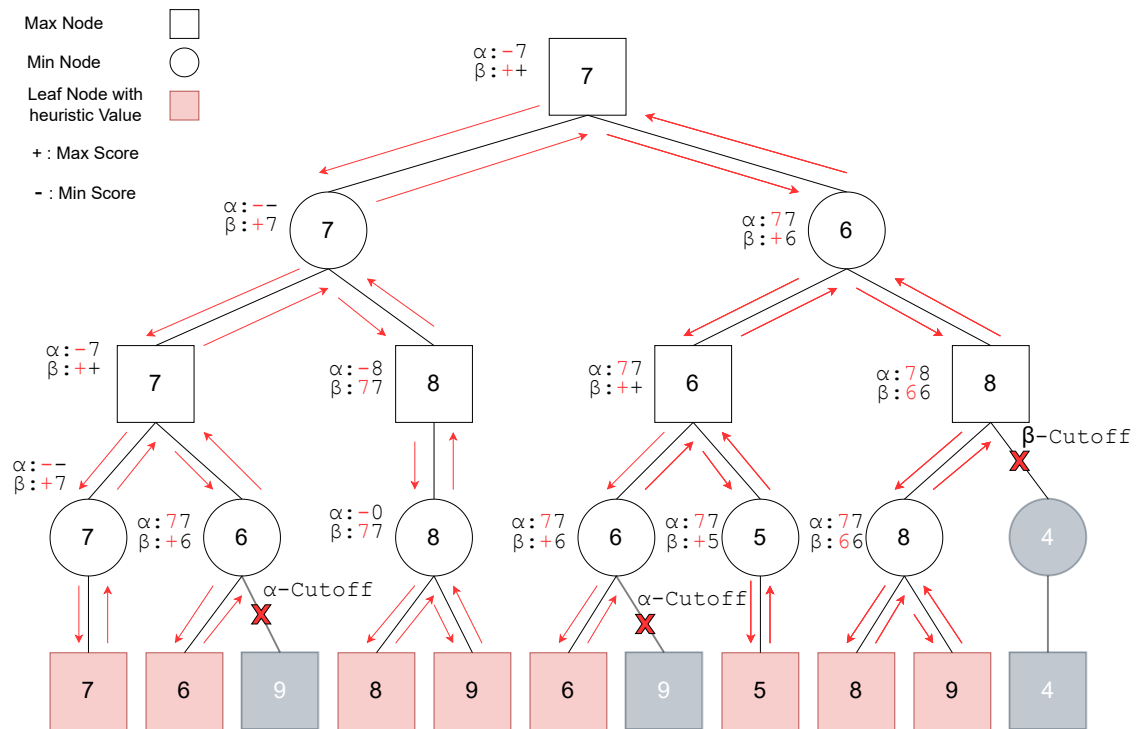 Max Node
Min Node
Leaf Node with
heuristic Value
+ : Max Score
- : Min Score
α:-7
β:++
7
α:--
β:+7
7
α:77
β:+6
6
α:-7
β:++
7
α:-8
β:77
8
α:77
β:++
6
α:78
β:66
8
β-Cutoff
α:--
β:+7
7
α:77
β:+6
6
α:-0
β:77
8
α:77
β:+6
6
α:77
β:+5
5
α:77
β:66
8
4
α-Cutoff
α-Cutoff
7
6
9
8
9
6
9
5
8
9
4